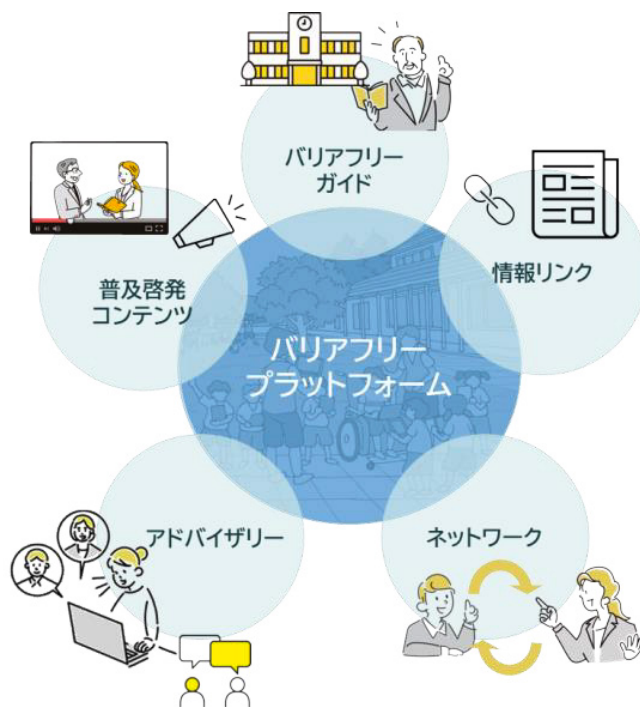 バリアフリー
ガイド
普及啓発
コンテンツ
情報リンク
バリアフリー
プラットフォーム
アドバイザリー
ネットワーク